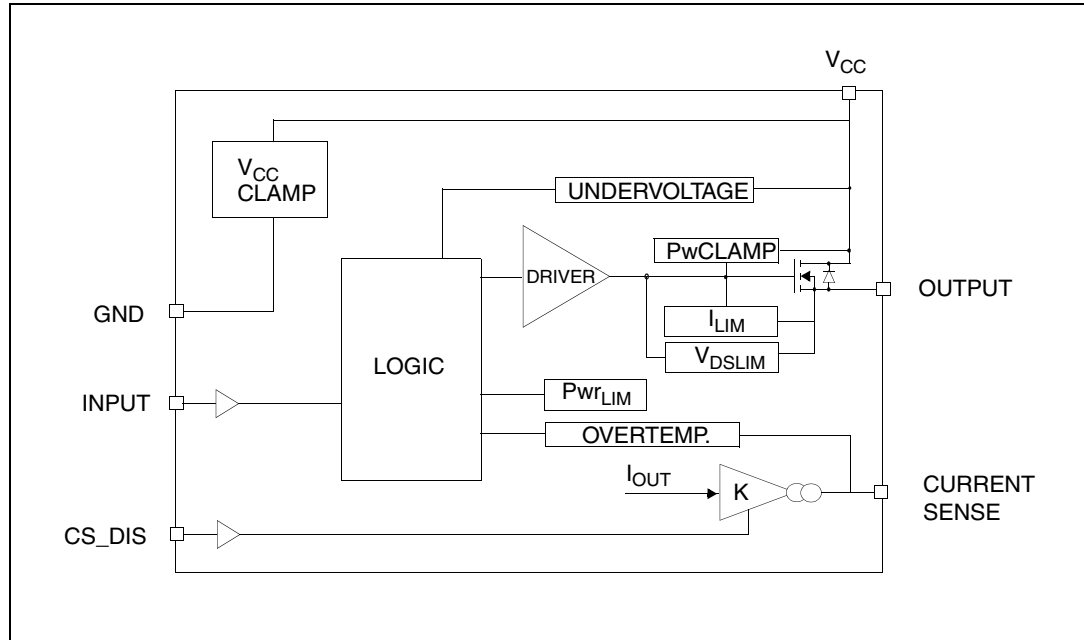 VCC
VCC
CLAMP
UNDERVOLTAGE
PwCLAMP
DRIVER
OUTPUT
GND
ILIM
VDSLIM
LOGIC
INPUT
PwrLIM
OVERTEMP.
IOUT
K
CURRENT
SENSE
CS_DIS